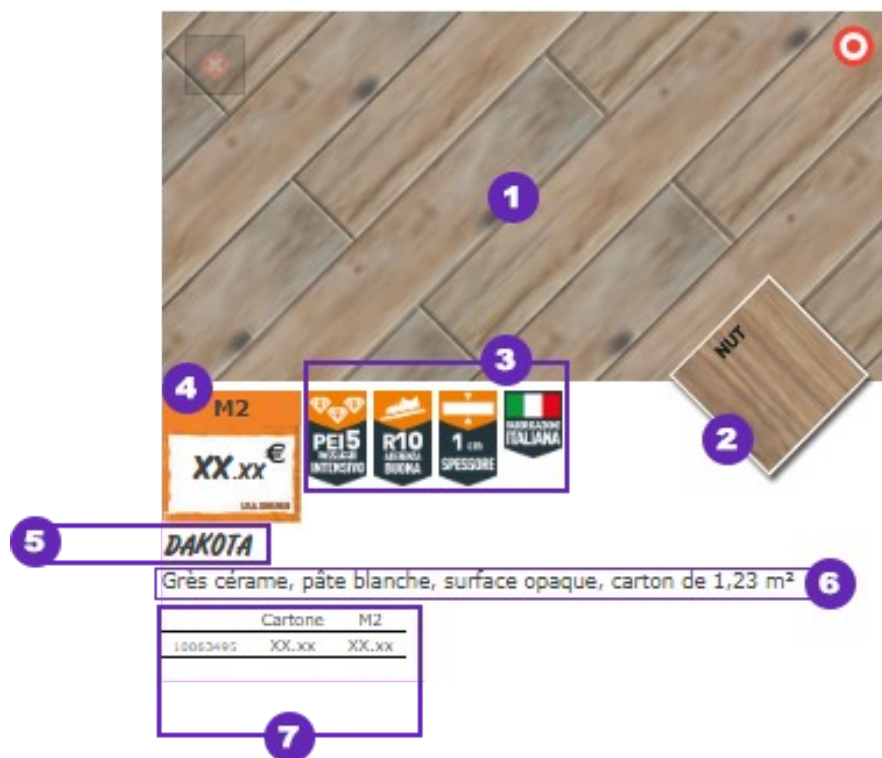 1
NUT
2
3
4
M2
XX.xx€
PEI5
INTENSIVO
R10
ADERENZA
BUONA
1 cm
SPESSORE
FABBRICAZIONE
ITALIANA
5
DAKOTA
Grès cérame, pâte blanche, surface opaque, carton de 1,23 m²
6
Cartone M2
10063495 XX.xx XX.xx
7